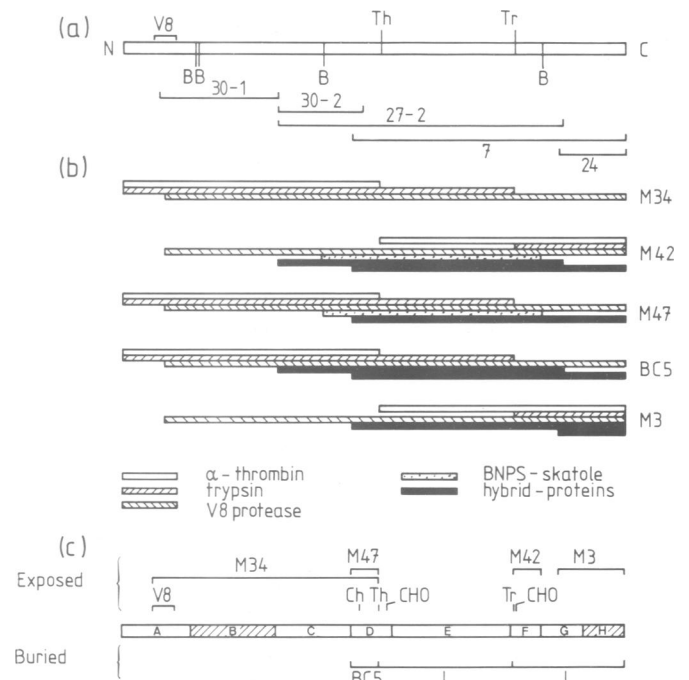 (a)
V8
Th
Tr
N
C
BB
B
B
30-1
30-2
27-2
7
24
(b)
M34
M42
M47
BC5
M3
α-thrombin
trypsin
V8 protease
BNPS-skatole
hybrid-proteins
(c)
Exposed
M34
M47
M42
M3
V8
Ch
Th
CHO
Tr
CHO
A
B
C
D
E
F
G
H
Buried
BC5